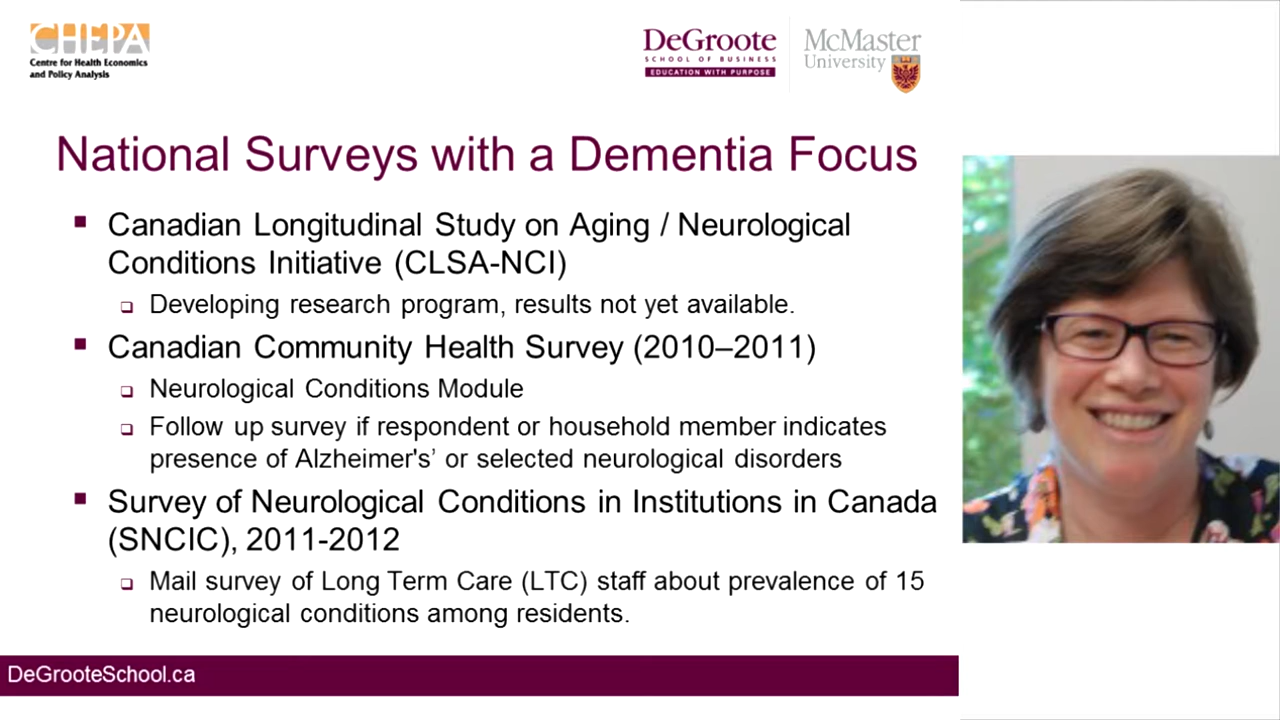 CHEPA
Centre for Health Economics
and Policy Analysis
DeGroote
SCHOOL OF BUSINESS
EDUCATION WITH PURPOSE
McMaster
University
National Surveys with a Dementia Focus
Canadian Longitudinal Study on Aging / Neurological
Conditions Initiative (CLSA-NCI)
Developing research program, results not yet available.
Canadian Community Health Survey (2010–2011)
Neurological Conditions Module
Follow up survey if respondent or household member indicates
presence of Alzheimer's’ or selected neurological disorders
Survey of Neurological Conditions in Institutions in Canada
(SNCIC), 2011-2012
Mail survey of Long Term Care (LTC) staff about prevalence of 15
neurological conditions among residents.
DeGrooteSchool.ca